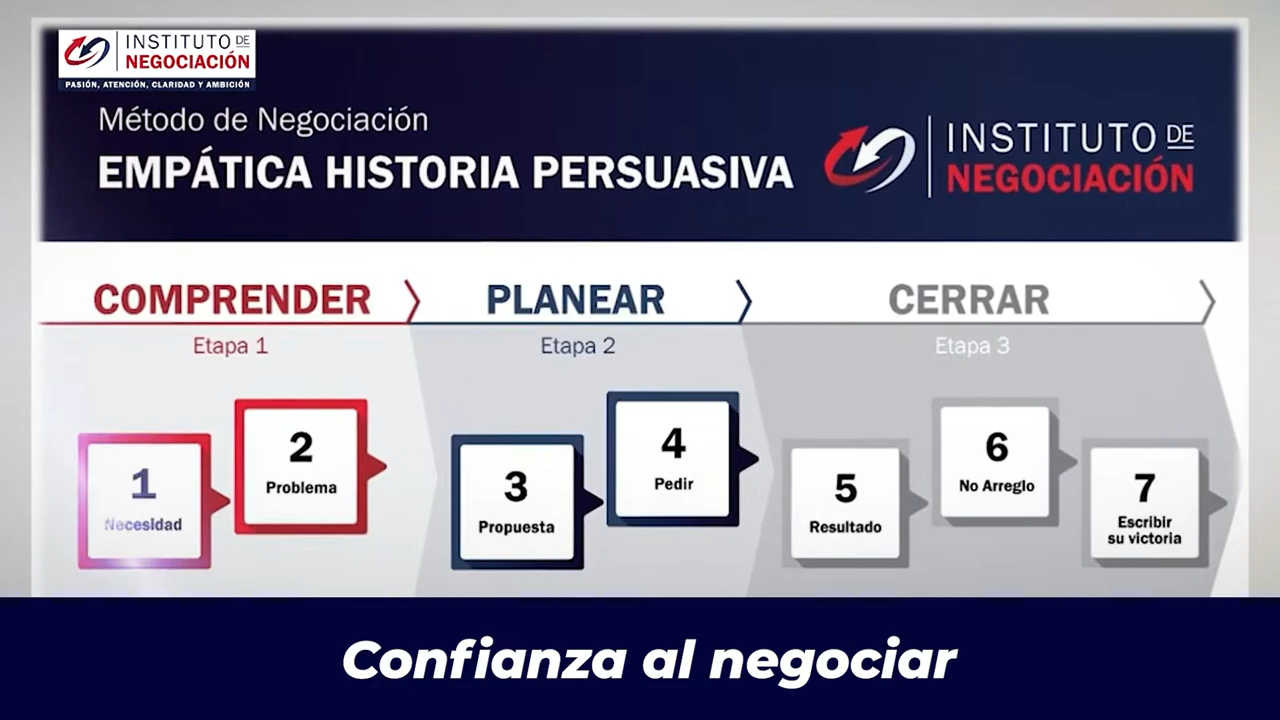 INSTITUTO DE
NEGOCIACIÓN
PASIÓN, ATENCIÓN, CLARIDAD Y AMBICIÓN
Método de Negociación
EMPÁTICA HISTORIA PERSUASIVA
INSTITUTO DE
NEGOCIACIÓN
COMPRENDER
Etapa 1
PLANEAR
Etapa 2
CERRAR
Etapa 3
1
Necesidad
2
Problema
3
Propuesta
4
Pedir
5
Resultado
6
No Arreglo
7
Escribir
su victoria
Confianza al negociar